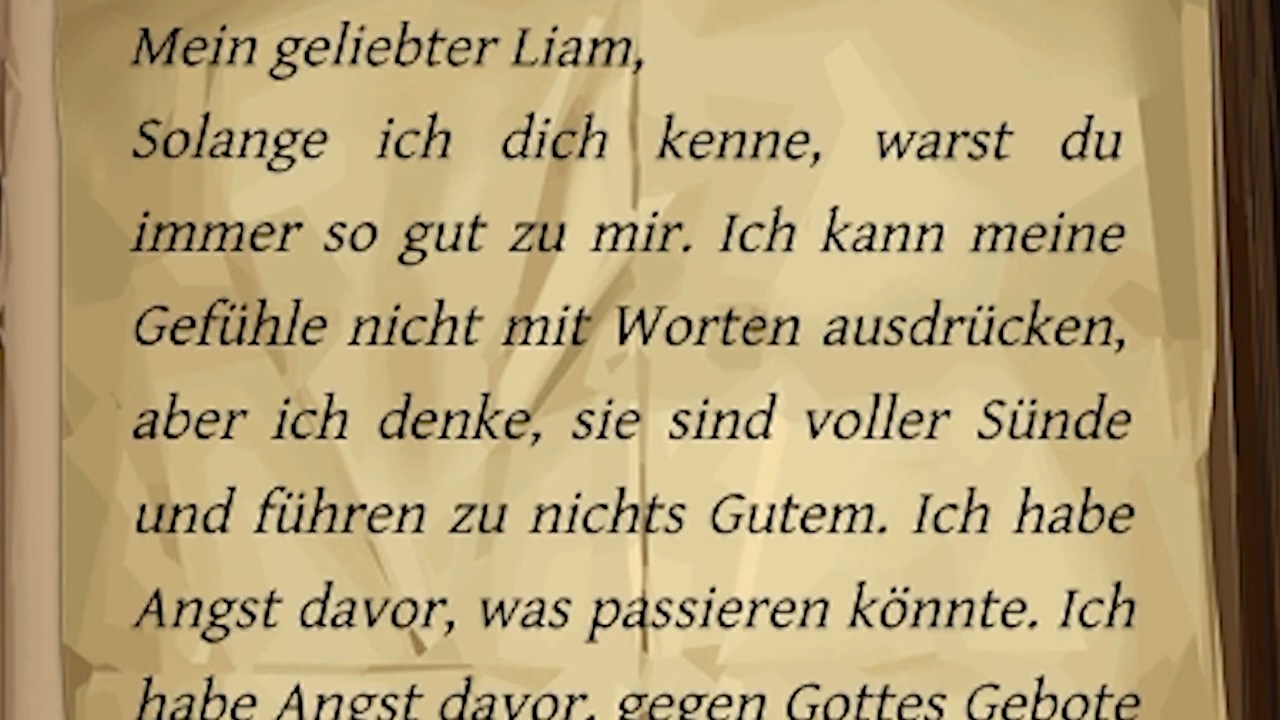 Mein geliebter Liam,
Solange ich dich kenne, warst du
immer so gut zu mir. Ich kann meine
Gefühle nicht mit Worten ausdrücken,
aber ich denke, sie sind voller Sünde
und führen zu nichts Gutem. Ich habe
Angst davor, was passieren könnte. Ich
habe Angst davor, gegen Gottes Gebote